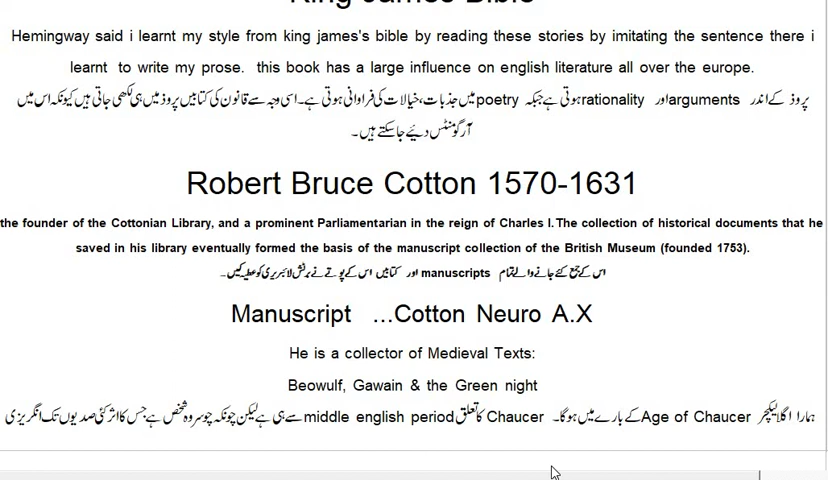 King James Bible
Hemingway said i learnt my style from king james's bible by reading these stories by imitating the sentence there i
learnt to write my prose. this book has a large influence on english literature all over the europe.
پروز کے اندر arguments اور rationality ہوتی ہے جبکہ poetry میں جذبات، خیالات کی فراوانی ہوتی ہے۔ اسی وجہ سے قانون کی کتابیں پروز میں ہی لکھی جاتی ہیں کیونکہ اس میں
آرگومنٹس دئیے جا سکتے ہیں۔
Robert Bruce Cotton 1570-1631
the founder of the Cottonian Library, and a prominent Parliamentarian in the reign of Charles I. The collection of historical documents that he
saved in his library eventually formed the basis of the manuscript collection of the British Museum (founded 1753).
اس کے جمع کئے جانے والے تمام manuscripts اور کتابیں اس کے پوتے نے برٹش لائبریری کو عطیہ کیں۔
Manuscript ...Cotton Neuro A.X
He is a collector of Medieval Texts:
Beowulf, Gawain & the Green night
ہمارا اگلا لیکچر Age of Chaucer کے بارے میں ہوگا۔ Chaucer کا تعلق middle english period سے ہی ہے لیکن چونکہ چوسر وہ شخص ہے جس کا اثر کئی صدیوں تک انگریزی